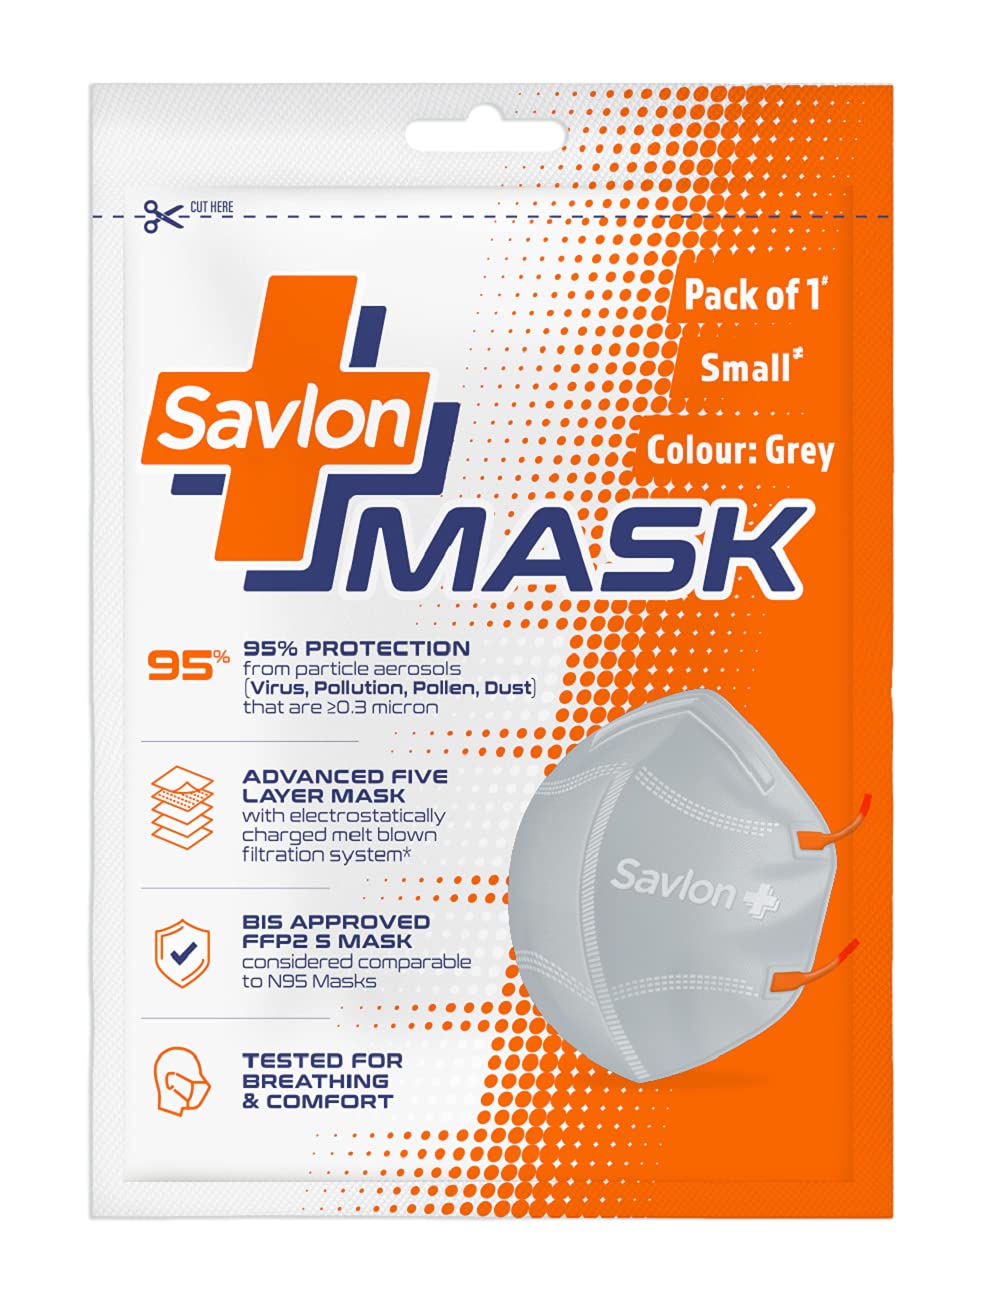 CUT HERE
Pack of 1#
Small≠
Colour: Grey
Savlon
MASK
95%
95% PROTECTION
from particle aerosols
(Virus, Pollution, Pollen, Dust)
that are ≥0.3 micron
ADVANCED FIVE
LAYER MASK
with electrostatically
charged melt blown
filtration system*
BIS APPROVED
FFP2 S MASK
considered comparable
to N95 Masks
TESTED FOR
BREATHING
& COMFORT
Savlon